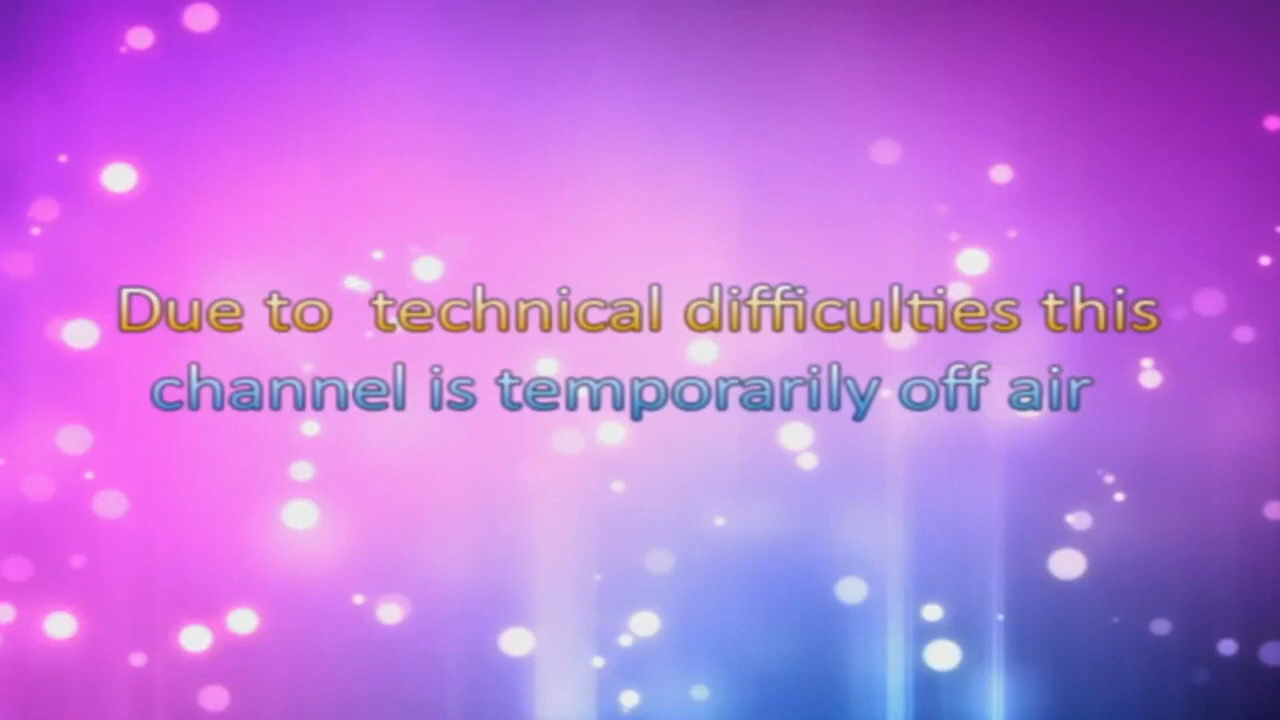 Due to  technical difficulties this
channel is temporarily off air